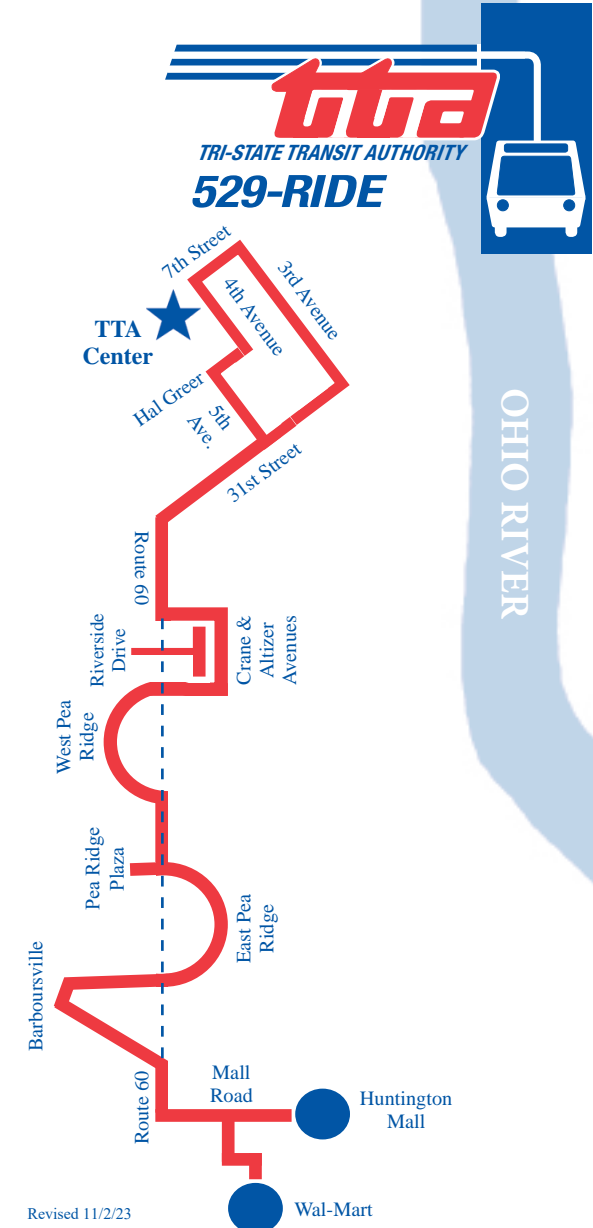 tta
TRI-STATE TRANSIT AUTHORITY
529-RIDE
7th Street
3rd Avenue
4th Avenue
TTA
Center
Hal Greer
5th
Ave.
31st Street
OHIO RIVER
Route 60
Riverside
Drive
Crane &
Altizer
Avenues
West Pea
Ridge
Pea Ridge
Plaza
East Pea
Ridge
Barboursville
Route 60
Mall
Road
Huntington
Mall
Wal-Mart
Revised 11/2/23